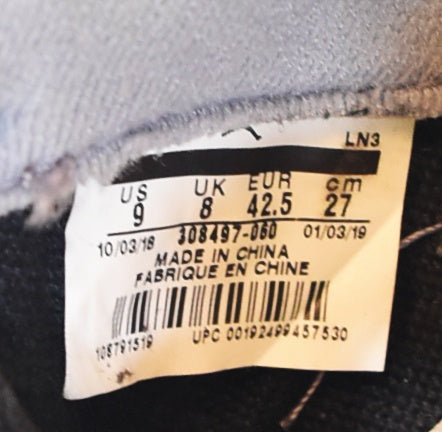 LN3
US UK EUR cm
9 8 42.5 27
10/03/18 308497-060 01/03/19
MADE IN CHINA
FABRIQUE EN CHINE
108791519 UPC 00192499457530